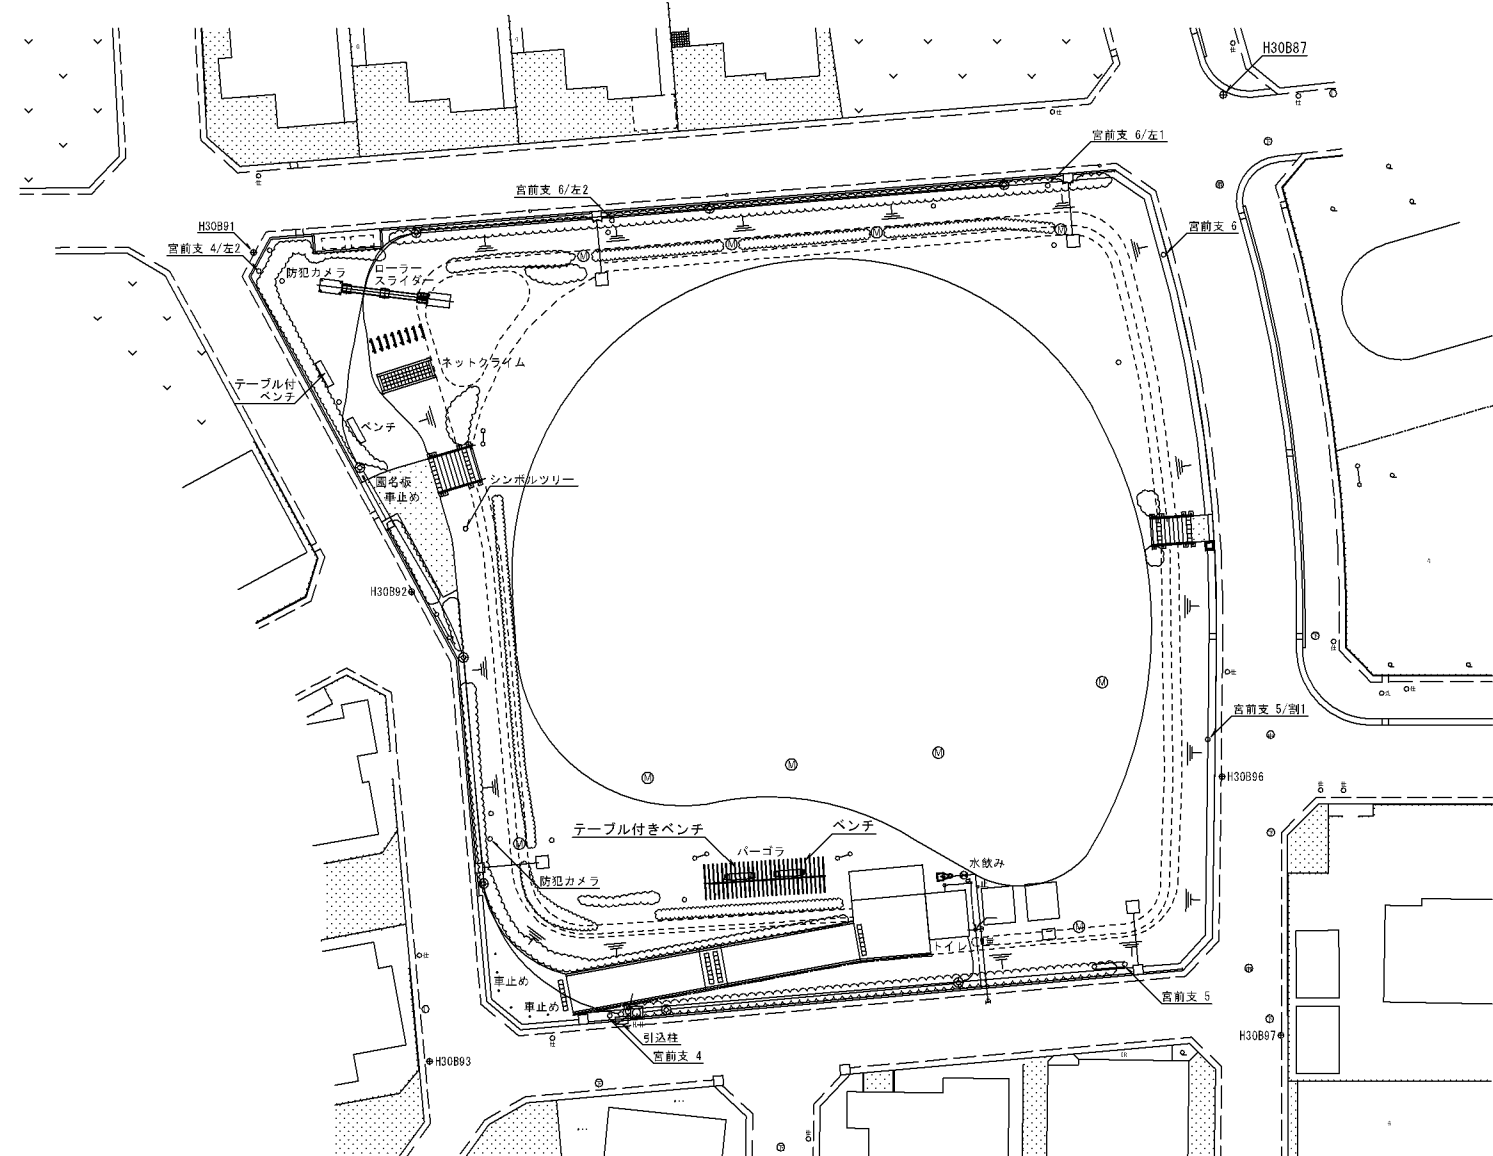 H30B87
宮前支 6/左1
宮前支 6/左2
H30B91
宮前支 4/左2
宮前支 6
防犯カメラ
ローラー
スライダー
ネットクライム
テーブル付
ベンチ
ベンチ
園名板
車止め
シンボルツリー
H30B92
宮前支 5/割1
H30B96
M
M
M
M
M
M
M
M
M
M
テーブル付きベンチ
ベンチ
パーゴラ
水飲み
防犯カメラ
トイレ
車止め
車止め
宮前支 5
引込柱
宮前支 4
H30B93
H30B97